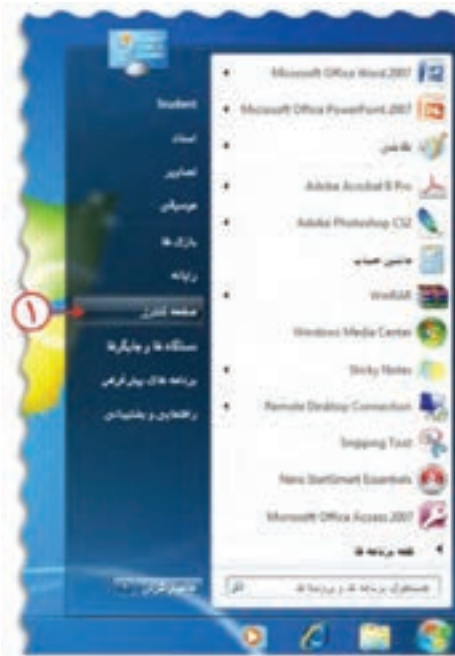 Microsoft Office Word 2007
Microsoft Office PowerPoint 2007
نقاشی
Adobe Acrobat 8 Pro
Adobe Photoshop CS2
ماشین حساب
WinRAR
Windows Media Center
Sticky Notes
Remote Desktop Connection
Snipping Tool
Nero StartSmart Essentials
Microsoft Office Access 2007
همه برنامه ها
جستجوی برنامه ها و پرونده ها
Student
اسناد
تصاویر
موسیقی
بازی ها
رایانه
صفحه کنترل
دستگاه ها و چاپگرها
برنامه های پیش فرض
راهنمایی و پشتیبانی
۱